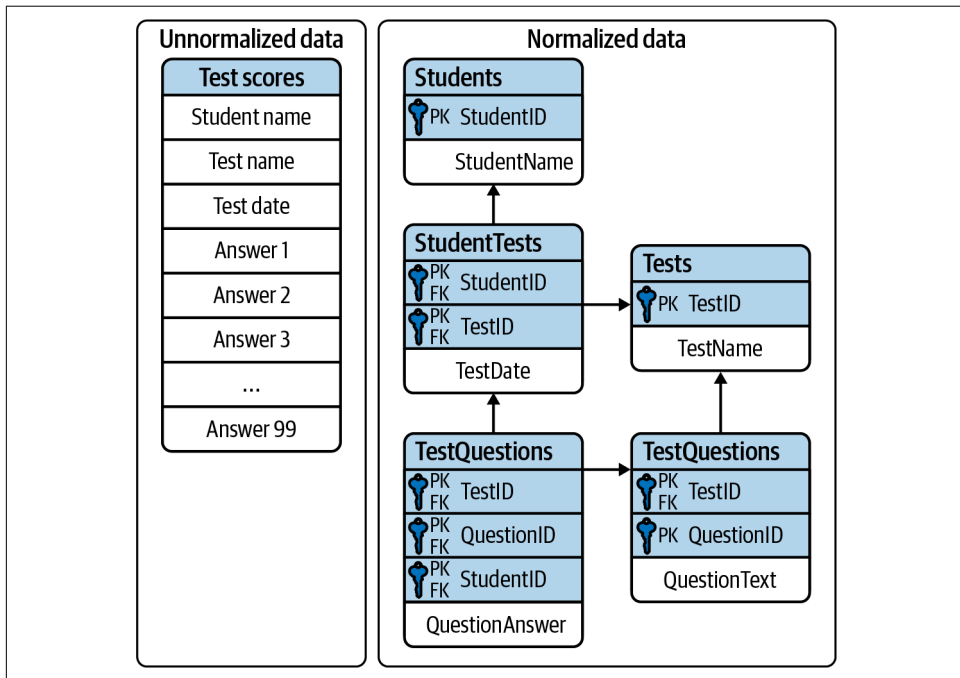 Unnormalized data
Test scores
Student name
Test name
Test date
Answer 1
Answer 2
Answer 3
...
Answer 99
Normalized data
Students
PK StudentID
StudentName
StudentTests
PK
FK StudentID
PK
FK TestID
TestDate
Tests
PK TestID
TestName
TestQuestions
PK
FK TestID
PK
FK QuestionID
PK
FK StudentID
QuestionAnswer
TestQuestions
PK
FK TestID
PK QuestionID
QuestionText